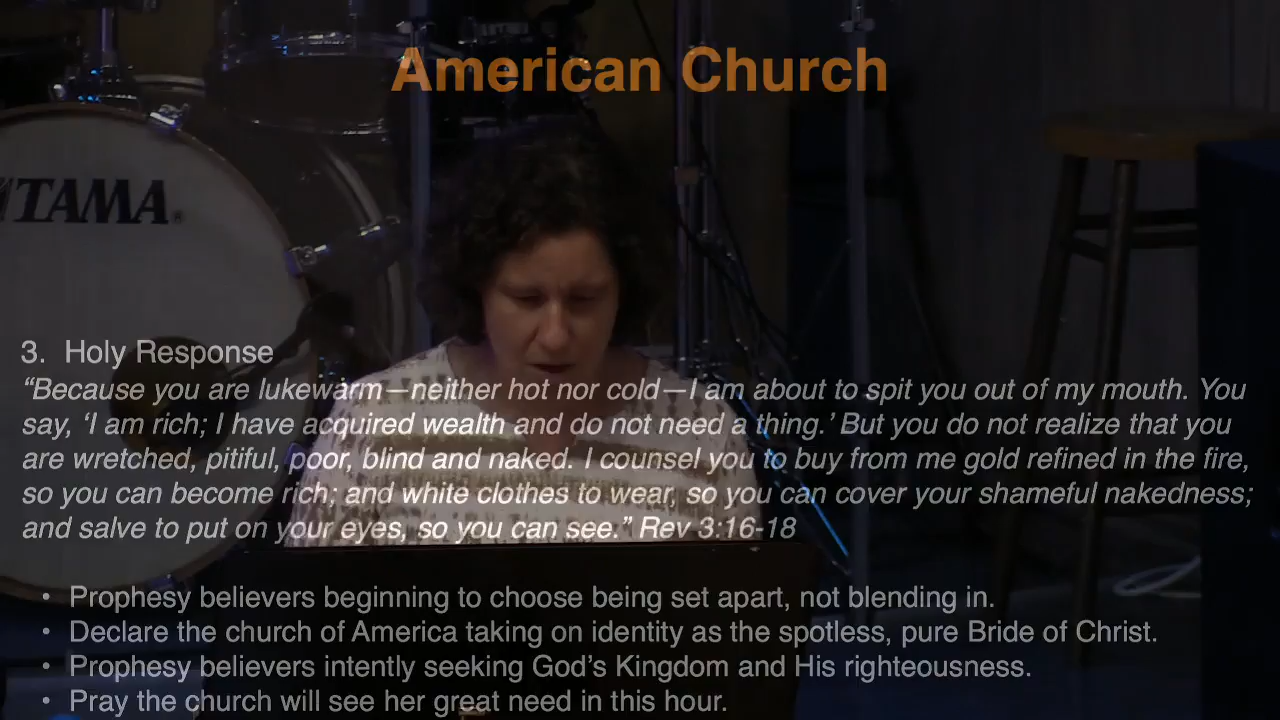 American Church
TAMA
3. Holy Response
“Because you are lukewarm—neither hot nor cold—I am about to spit you out of my mouth. You
say, ‘I am rich; I have acquired wealth and do not need a thing.’ But you do not realize that you
are wretched, pitiful, poor, blind and naked. I counsel you to buy from me gold refined in the fire,
so you can become rich; and white clothes to wear, so you can cover your shameful nakedness;
and salve to put on your eyes, so you can see.” Rev 3:16-18
• Prophesy believers beginning to choose being set apart, not blending in.
• Declare the church of America taking on identity as the spotless, pure Bride of Christ.
• Prophesy believers intently seeking God’s Kingdom and His righteousness.
• Pray the church will see her great need in this hour.